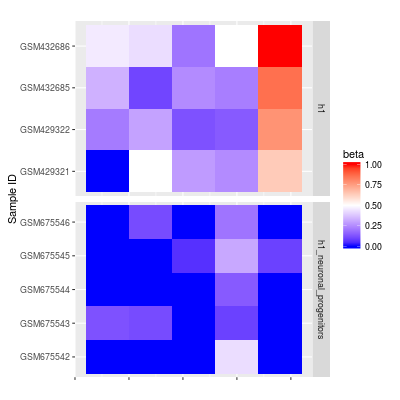 Sample ID
GSM432686
GSM432685
GSM429322
GSM429321
h1
GSM675546
GSM675545
GSM675544
GSM675543
GSM675542
h1_neuronal_progenitors
beta
1.00
0.75
0.50
0.25
0.00